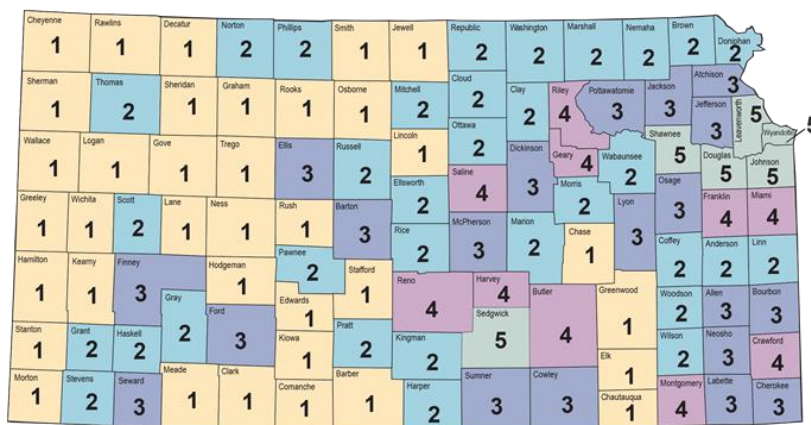 Cheyenne
1
Rawlins
1
Decatur
1
Norton
2
Phillips
2
Smith
1
Jewell
1
Republic
2
Washington
2
Marshall
2
Nemaha
2
Brown
2
Doniphan
2
Sherman
1
Thomas
2
Sheridan
1
Graham
1
Rooks
1
Osborne
1
Mitchell
2
Cloud
2
Clay
2
Riley
4
Pottawatomie
3
Jackson
3
Atchison
3
Jefferson
3
Leavenworth
5
Wyandotte
5
Wallace
1
Logan
1
Gove
1
Trego
1
Ellis
3
Russell
2
Lincoln
1
Ottawa
2
Saline
4
Dickinson
3
Geary
4
Wabaunsee
2
Shawnee
5
Douglas
5
Johnson
5
Ellsworth
2
Morris
2
Lyon
3
Osage
3
Franklin
4
Miami
4
Greeley
1
Wichita
1
Scott
2
Lane
1
Ness
1
Rush
1
Barton
3
Rice
2
McPherson
3
Marion
2
Chase
1
Coffey
2
Anderson
2
Linn
2
Hamilton
1
Kearny
1
Finney
3
Hodgeman
1
Pawnee
2
Stafford
1
Reno
4
Harvey
4
Butler
4
Greenwood
1
Woodson
2
Allen
3
Bourbon
3
Gray
2
Ford
3
Edwards
1
Sedgwick
5
Stanton
1
Grant
2
Haskell
2
Kiowa
1
Pratt
2
Kingman
2
Elk
1
Wilson
2
Neosho
3
Crawford
4
Morton
1
Stevens
2
Seward
3
Meade
1
Clark
1
Comanche
1
Barber
1
Harper
2
Sumner
3
Cowley
3
Chautauqua
1
Montgomery
4
Labette
3
Cherokee
3